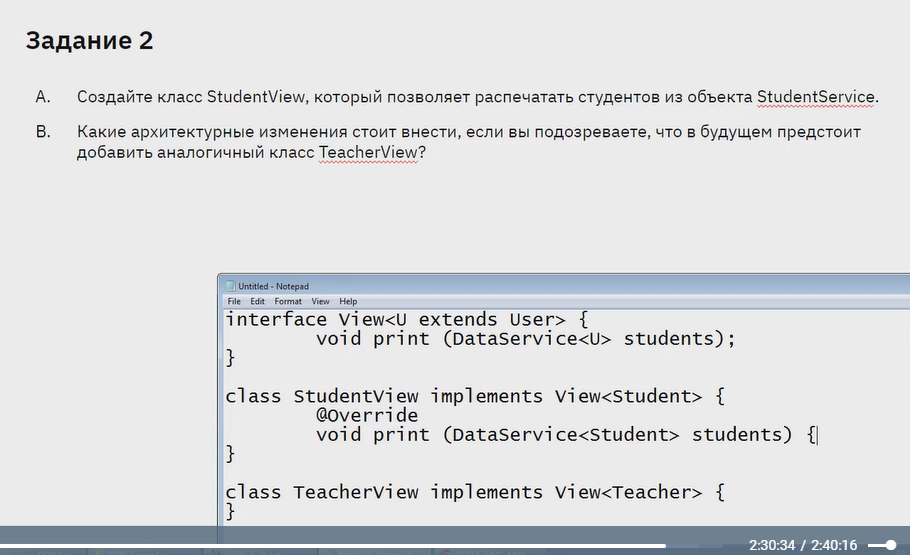 Задание 2
A. Создайте класс StudentView, который позволяет распечатать студентов из объекта StudentService.
B. Какие архитектурные изменения стоит внести, если вы подозреваете, что в будущем предстоит
добавить аналогичный класс TeacherView?
Untitled - Notepad
File Edit Format View Help
interface View<U extends User> {
void print (DataService<U> students);
}
class StudentView implements View<Student> {
@Override
void print (DataService<Student> students) {
}
class TeacherView implements View<Teacher> {
}
2:30:34 / 2:40:16